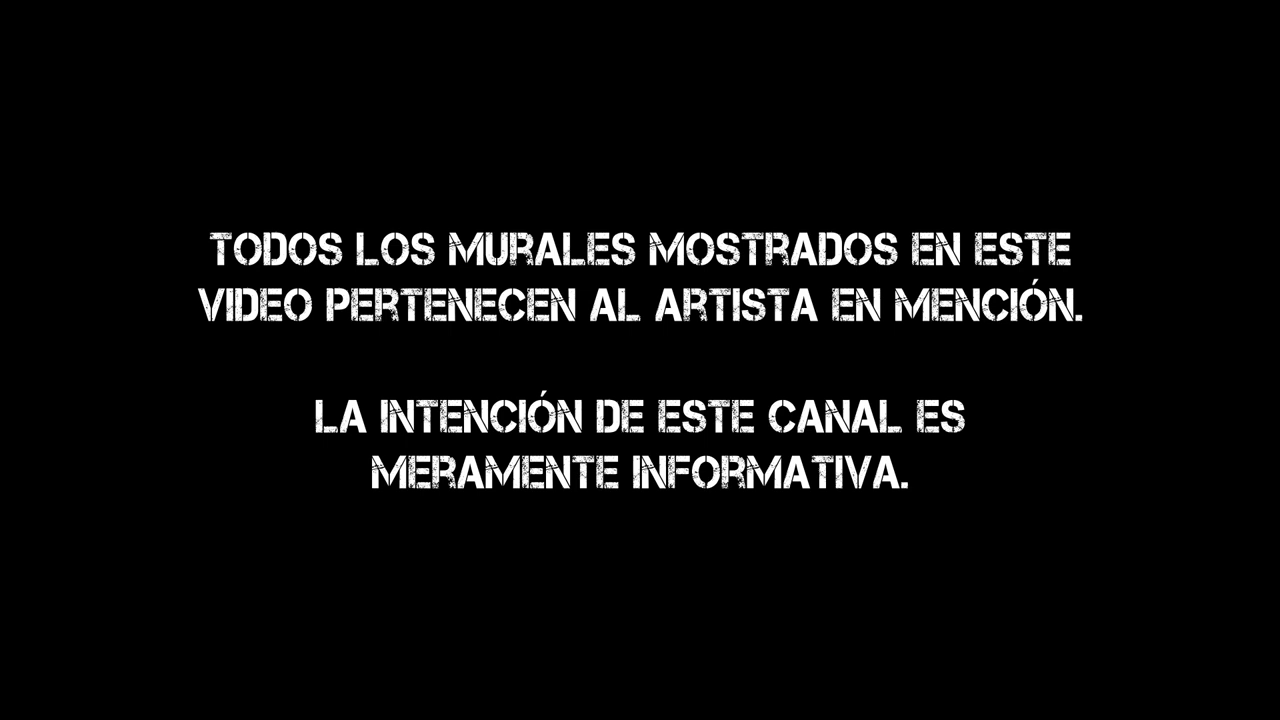 TODOS LOS MURALES MOSTRADOS EN ESTE
VIDEO PERTENECEN AL ARTISTA EN MENCIÓN.
LA INTENCIÓN DE ESTE CANAL ES
MERAMENTE INFORMATIVA.